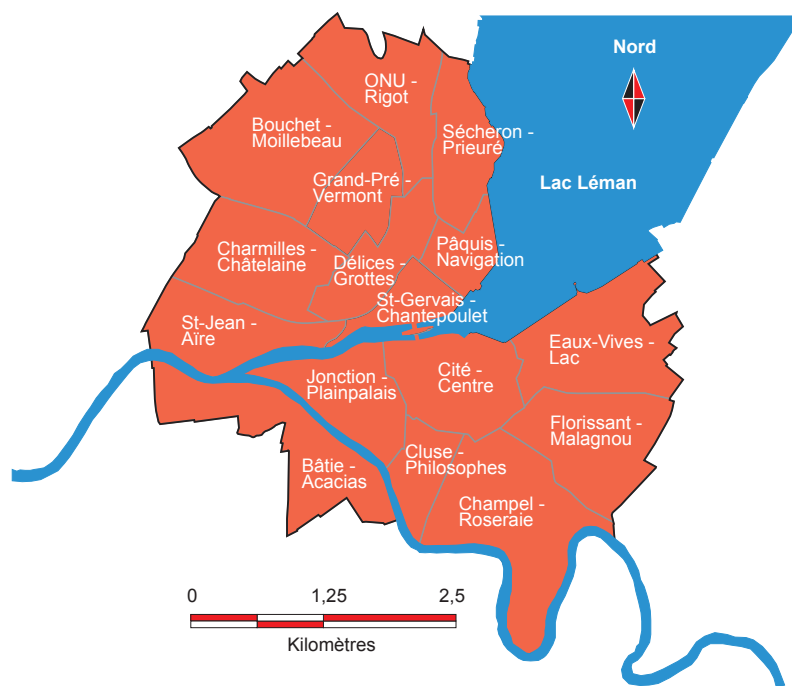 Nord
ONU -
Rigot
Bouchet -
Moillebeau
Sécheron -
Prieuré
Grand-Pré -
Vermont
Lac Léman
Charmilles -
Châtelaine
Délices -
Grottes
Pâquis -
Navigation
St-Gervais -
Chantepoulet
St-Jean -
Aïre
Eaux-Vives -
Lac
Jonction -
Plainpalais
Cité -
Centre
Florissant -
Malagnou
Bâtie -
Acacias
Cluse -
Philosophes
Champel -
Roseraie
0 1,25 2,5
Kilomètres